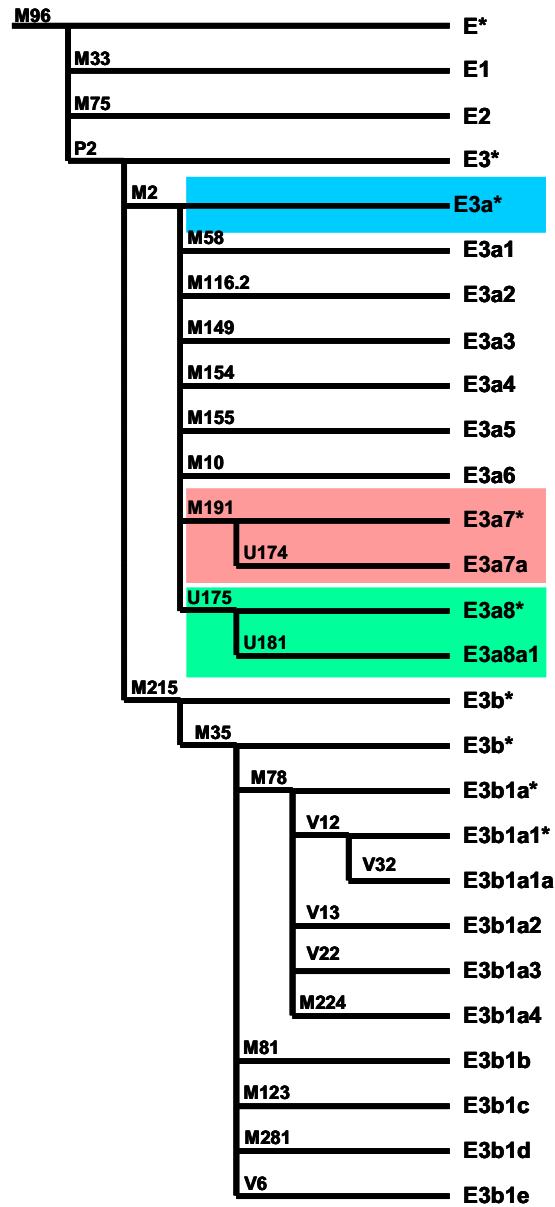 M96 E*
M33 E1
M75 E2
P2 E3*
M2 E3a*
M58 E3a1
M116.2 E3a2
M149 E3a3
M154 E3a4
M155 E3a5
M10 E3a6
M191 E3a7*
U174 E3a7a
U175 E3a8*
U181 E3a8a1
M215 E3b*
M35 E3b*
M78 E3b1a*
V12 E3b1a1*
V32 E3b1a1a
V13 E3b1a2
V22 E3b1a3
M224 E3b1a4
M81 E3b1b
M123 E3b1c
M281 E3b1d
V6 E3b1e